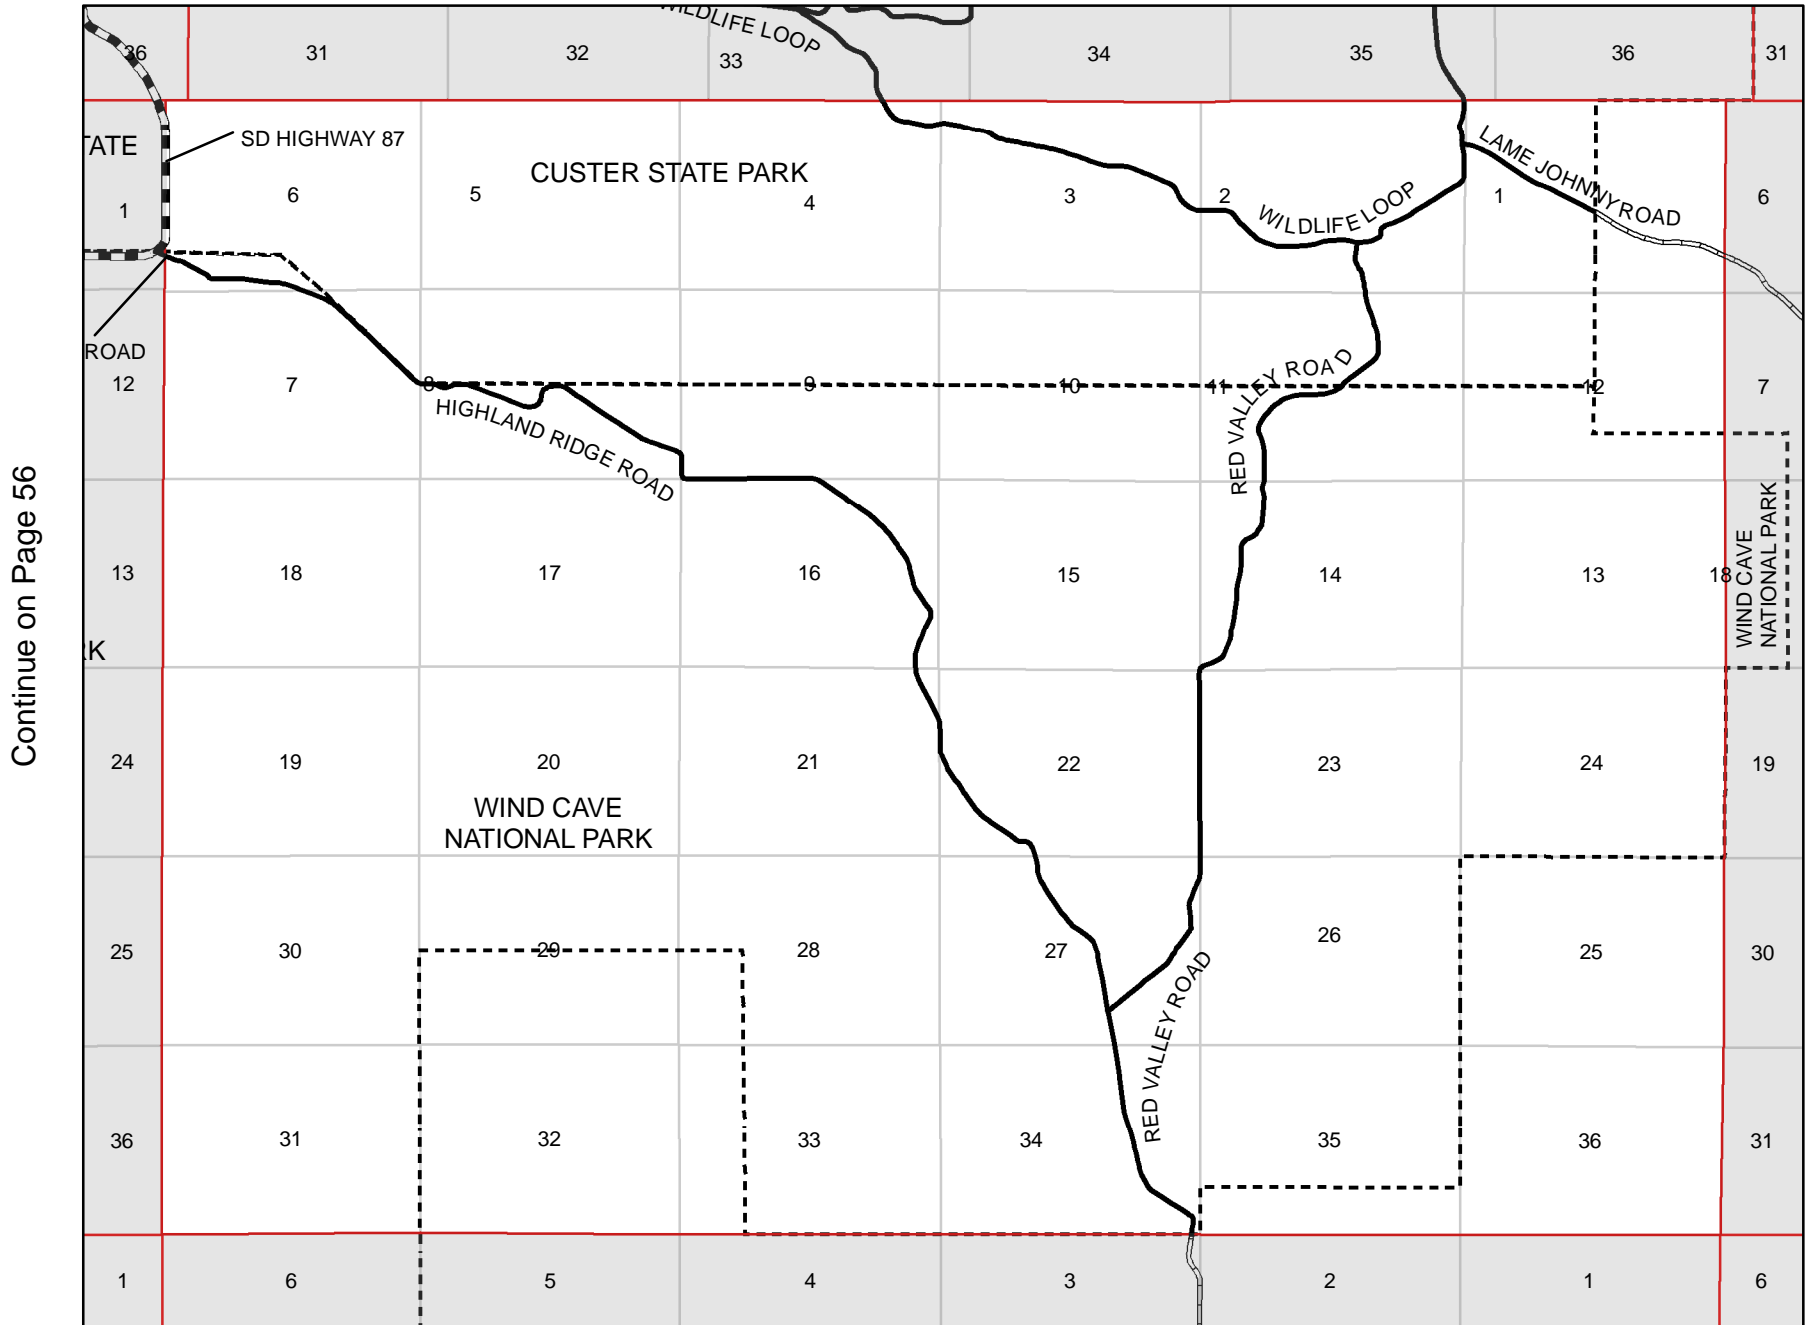 WILDLIFE LOOP
36 31 32 33 34 35 36 31
SD HIGHWAY 87
TATE
CUSTER STATE PARK
LAME JOHNNY ROAD
1 6 5 4 3 2 1 6
WILDLIFE LOOP
ROAD
RED VALLEY ROAD
12 7 8 9 10 11 12 7
HIGHLAND RIDGE ROAD
Continue on Page 56
13 18 17 16 15 14 13 18
WIND CAVE
NATIONAL PARK
RK
24 19 20 21 22 23 24 19
WIND CAVE
NATIONAL PARK
25 30 29 28 27 26 25 30
RED VALLEY ROAD
36 31 32 33 34 35 36 31
1 6 5 4 3 2 1 6